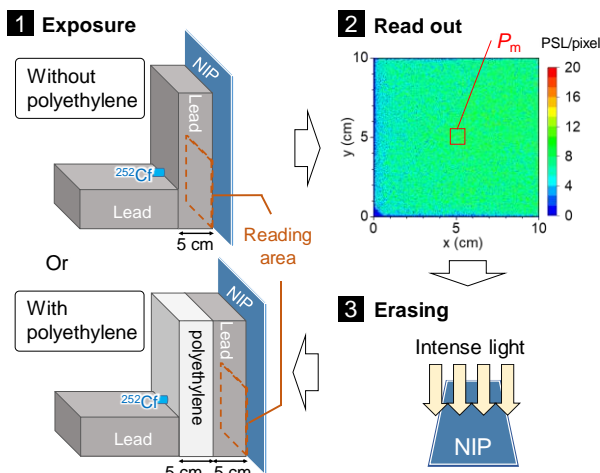 1 Exposure
Without
polyethylene
NIP
Lead
252Cf
Lead
5 cm
Reading
area
Or
With
polyethylene
NIP
Lead
polyethylene
252Cf
Lead
5 cm 5 cm
2 Read out
Pm
PSL/pixel
10
5
0
y (cm)
0 5 10
x (cm)
20
16
12
8
4
0
3 Erasing
Intense light
NIP